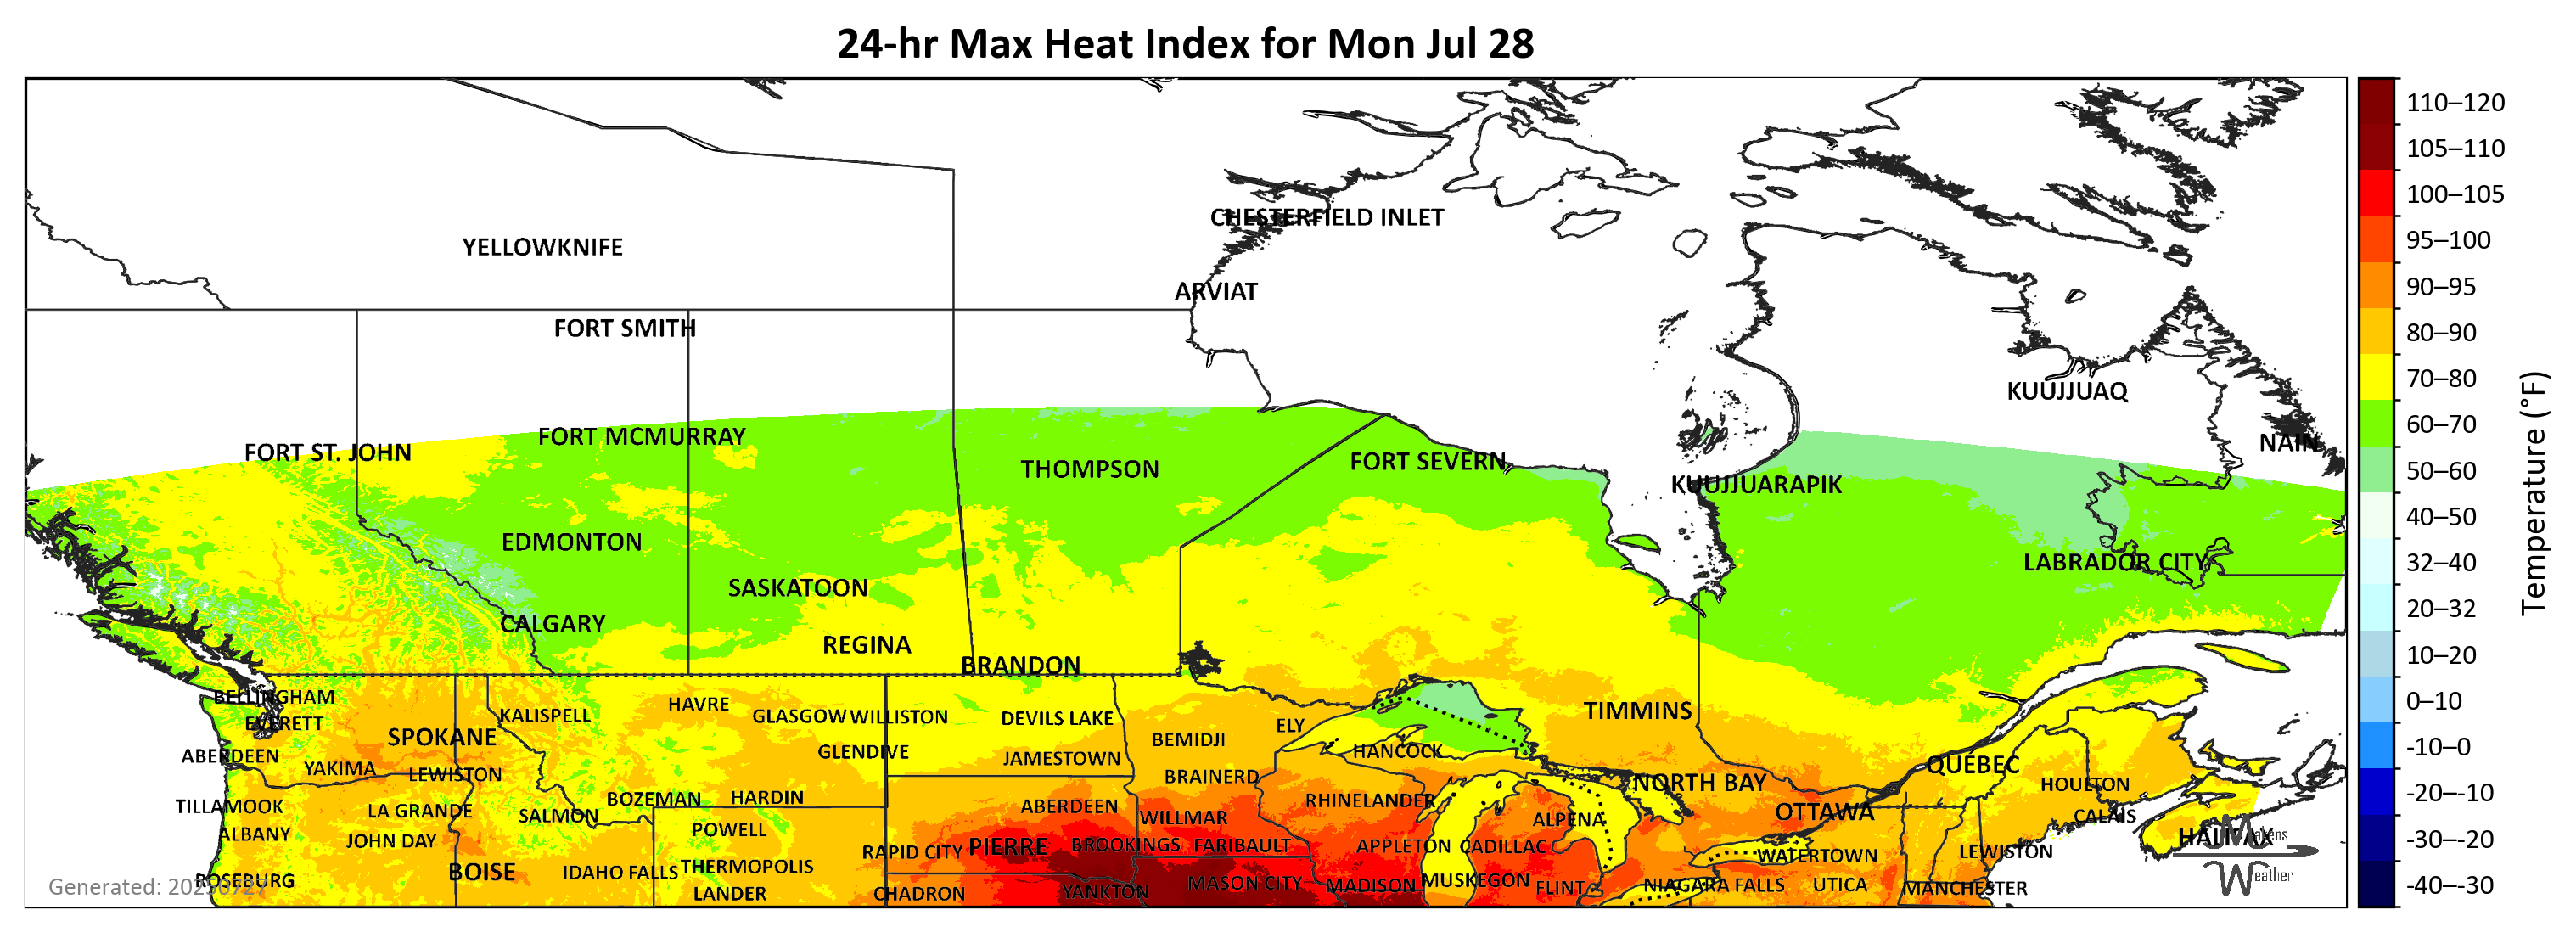 24-hr Max Heat Index for Mon Jul 28
110–120
105–110
CHESTERFIELD INLET
100–105
YELLOWKNIFE
95–100
ARVIAT
90–95
FORT SMITH
80–90
KUUJJUAQ
70–80
FORT MCMURRAY
60–70
FORT ST. JOHN
NAIN
THOMPSON
FORT SEVERN
50–60
KUUJJUARAPIK
40–50
EDMONTON
LABRADOR CITY
32–40
SASKATOON
20–32
CALGARY
REGINA
10–20
BRANDON
BELLINGHAM
0–10
KALISPELL
HAVRE
GLASGOW
WILLISTON
DEVILS LAKE
TIMMINS
EVERETT
ELY
SPOKANE
BEMIDJI
-10–0
ABERDEEN
GLENDIVE
JAMESTOWN
HANCOCK
QUÉBEC
YAKIMA
LEWISTON
BRAINERD
NORTH BAY
HOULTON
-20–-10
TILLAMOOK
LA GRANDE
SALMON
BOZEMAN
HARDIN
ABERDEEN
WILLMAR
RHINELANDER
ALPENA
OTTAWA
CALAIS
ALBANY
JOHN DAY
POWELL
-30–-20
RAPID CITY
PIERRE
BROOKINGS
FARIBAULT
APPLETON
CADILLAC
WATERTOWN
LEWISTON
HALIFAX
Makens
Weather
BOISE
IDAHO FALLS
THERMOPOLIS
ROSEBURG
LANDER
CHADRON
YANKTON
MASON CITY
MADISON
MUSKEGON
FLINT
NIAGARA FALLS
UTICA
MANCHESTER
-40–-30
Generated: 20250727
Temperature (°F)